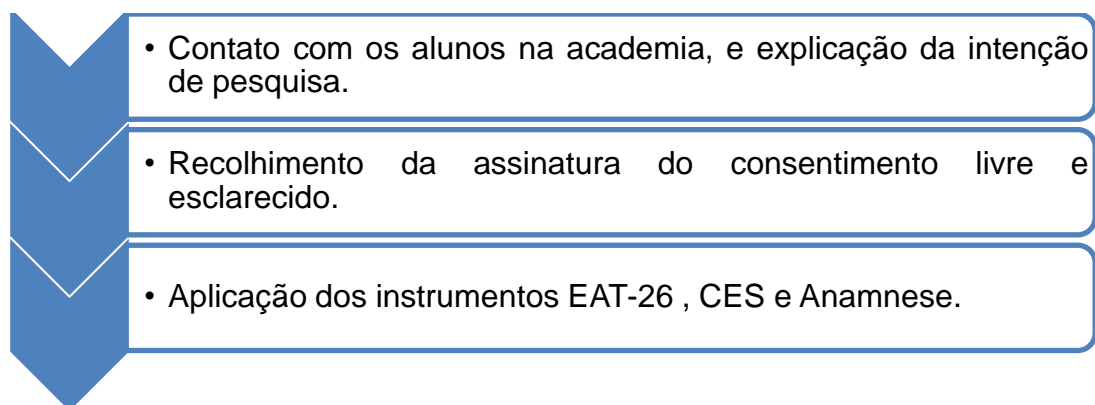 • Contato com os alunos na academia, e explicação da intenção
de pesquisa.
• Recolhimento da assinatura do consentimento livre e
esclarecido.
• Aplicação dos instrumentos EAT-26 , CES e Anamnese.